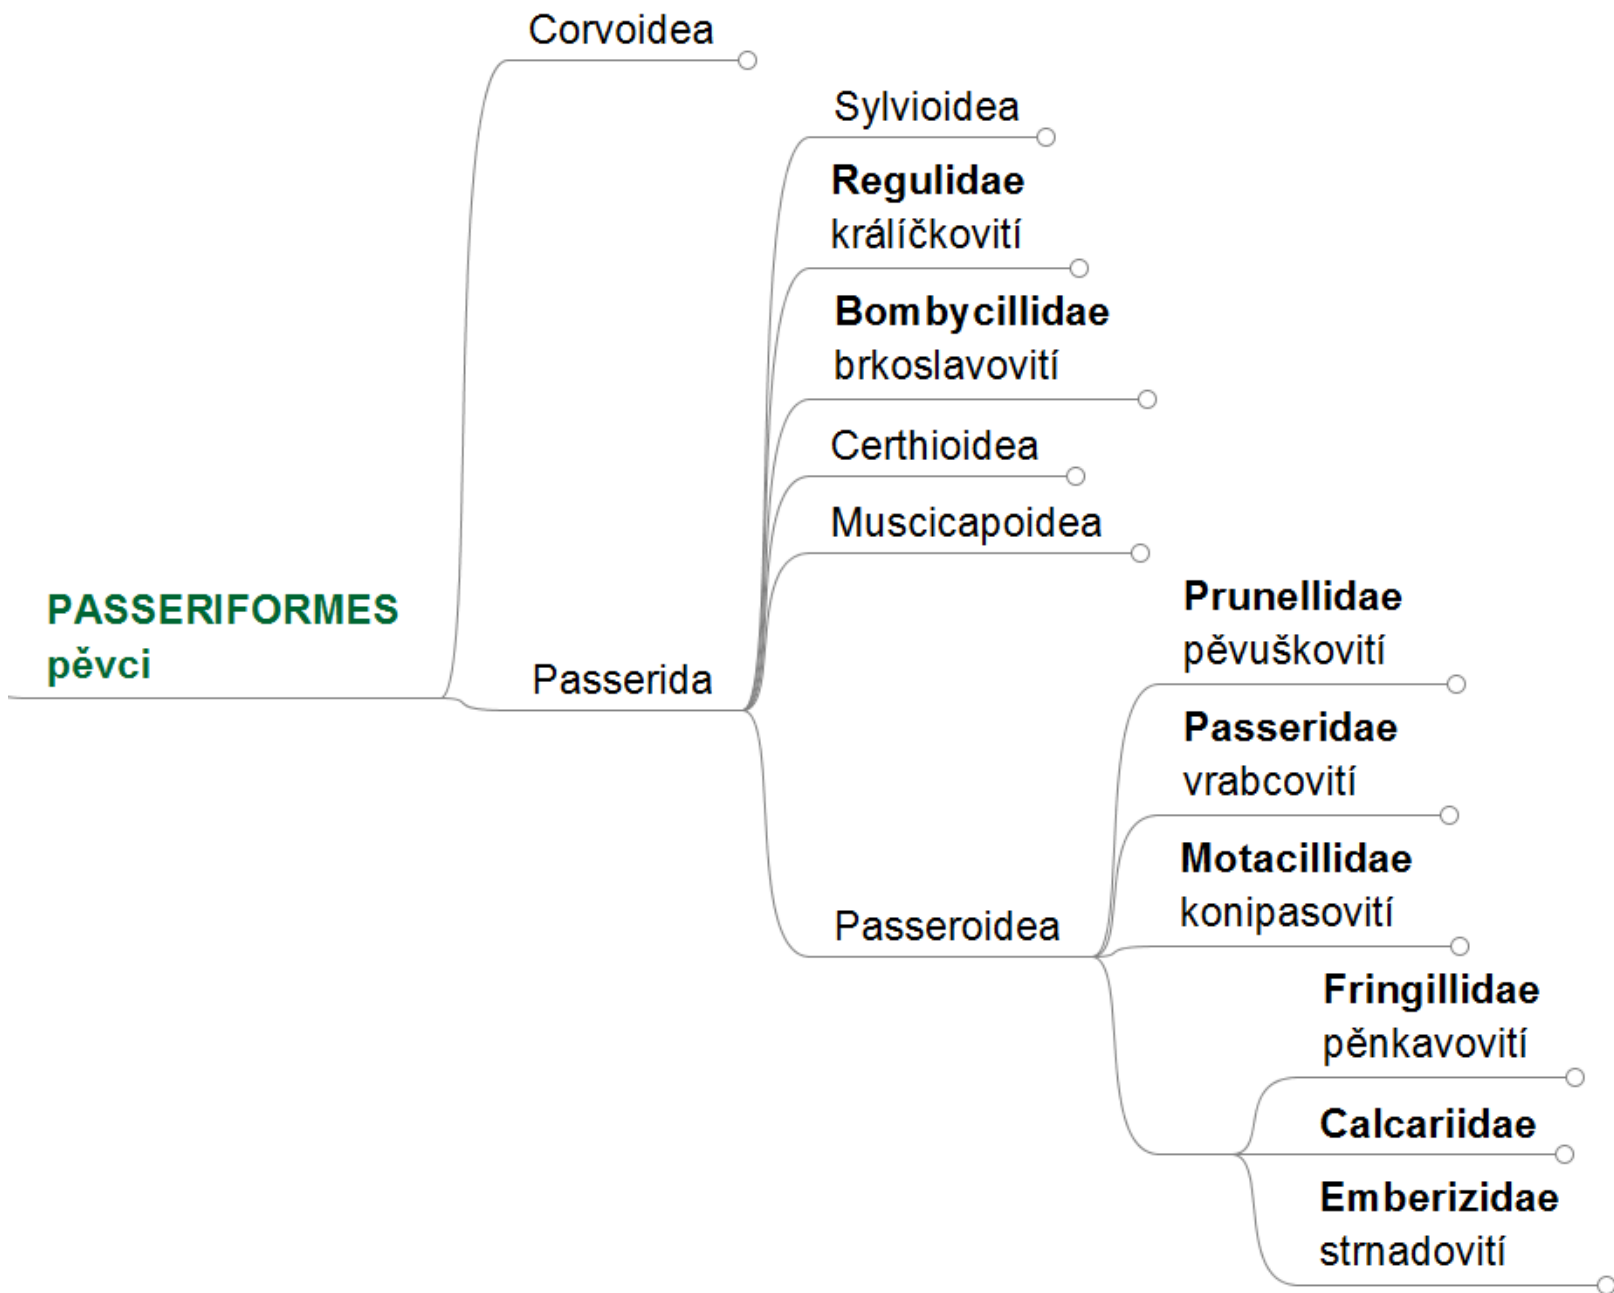 Corvoidea
Sylvioidea
Regulidae
králíčkovití
Bombycillidae
brkoslavovití
Certhioidea
Muscicapoidea
PASSERIFORMES
pěvci
Passerida
Prunellidae
pěvuškovití
Passeridae
vrabcovití
Motacillidae
konipasovití
Passeroidea
Fringillidae
pěnkavovití
Calcariidae
Emberizidae
strnadovití